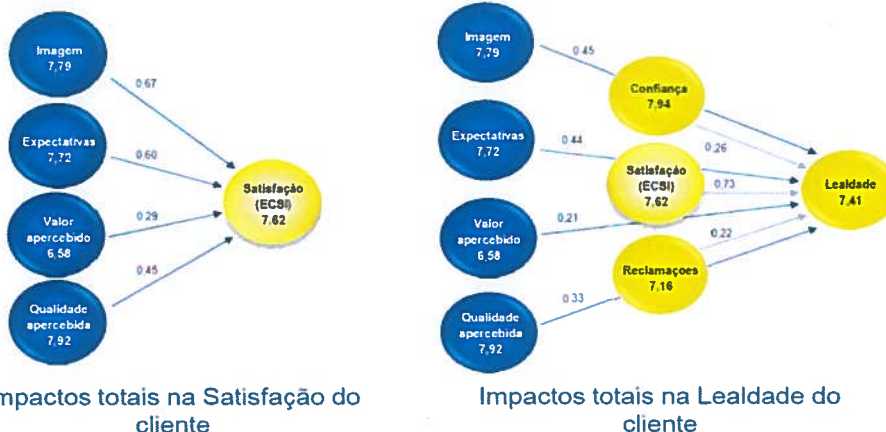 Imagem
7,79
0,67
Expectativas
7,72
0,60
Satisfação
(ECSI)
7,62
Valor
apercebido
6,58
0,29
0,45
Qualidade
apercebida
7,92
mpactos totais na Satisfação do
cliente
Imagem
7,79
0,45
Confiança
7,94
Expectativas
7,72
0,44
0,26
Satisfação
(ECSI)
7,62
0,73
Lealdade
7,41
Valor
apercebido
6,58
0,21
0,22
Reclamações
7,16
Qualidade
apercebida
7,92
0,33
Impactos totais na Lealdade do
cliente